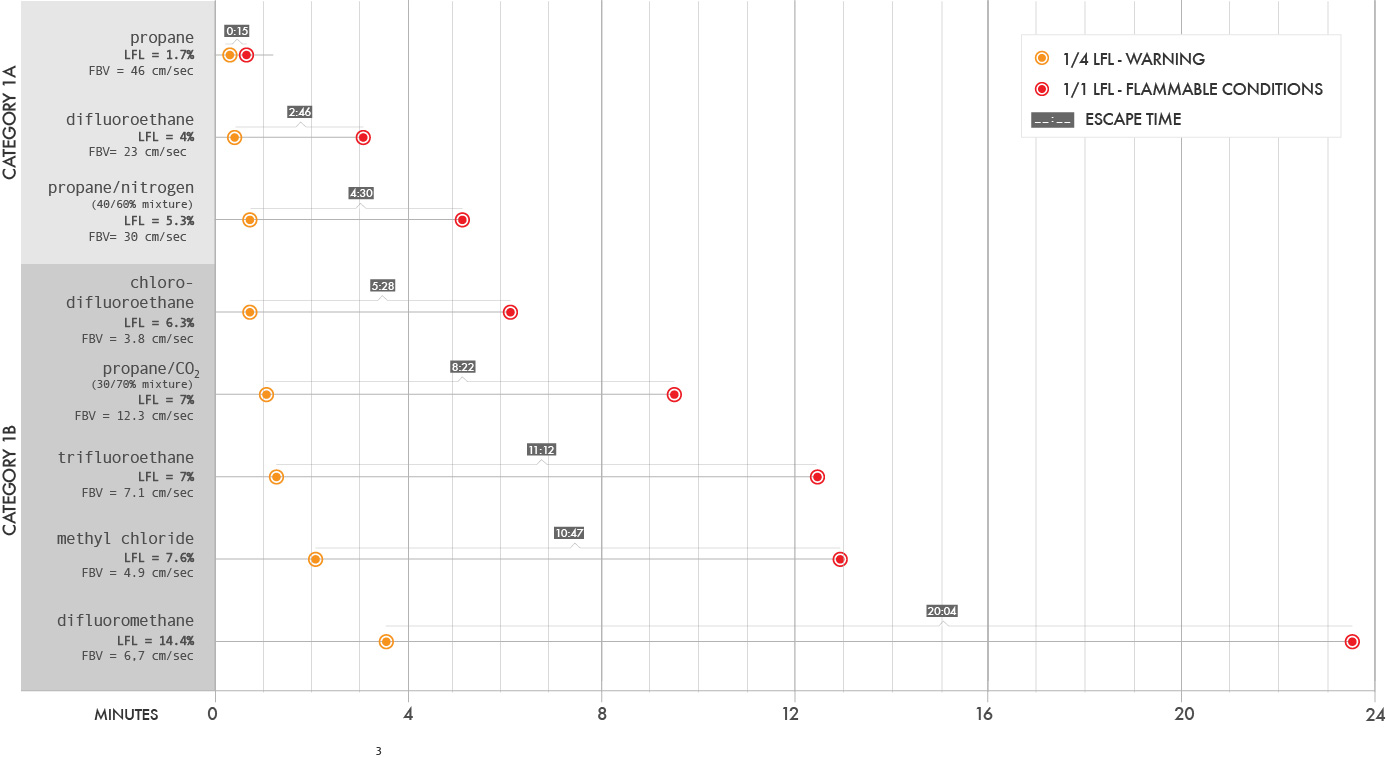 CATEGORY 1A
0:15
propane
LFL = 1.7%
FBV = 46 cm/sec
2:46
difluoroethane
LFL = 4%
FBV= 23 cm/sec
4:30
propane/nitrogen
(40/60% mixture)
LFL = 5.3%
FBV= 30 cm/sec
1/4 LFL - WARNING
1/1 LFL - FLAMMABLE CONDITIONS
__:__ ESCAPE TIME
CATEGORY 1B
5:28
chloro-
difluoroethane
LFL = 6.3%
FBV = 3.8 cm/sec
8:22
propane/CO2
(30/70% mixture)
LFL = 7%
FBV = 12.3 cm/sec
11:12
trifluoroethane
LFL = 7%
FBV = 7.1 cm/sec
10:47
methyl chloride
LFL = 7.6%
FBV = 4.9 cm/sec
20:04
difluoromethane
LFL = 14.4%
FBV = 6,7 cm/sec
MINUTES 0 4 8 12 16 20 24
3